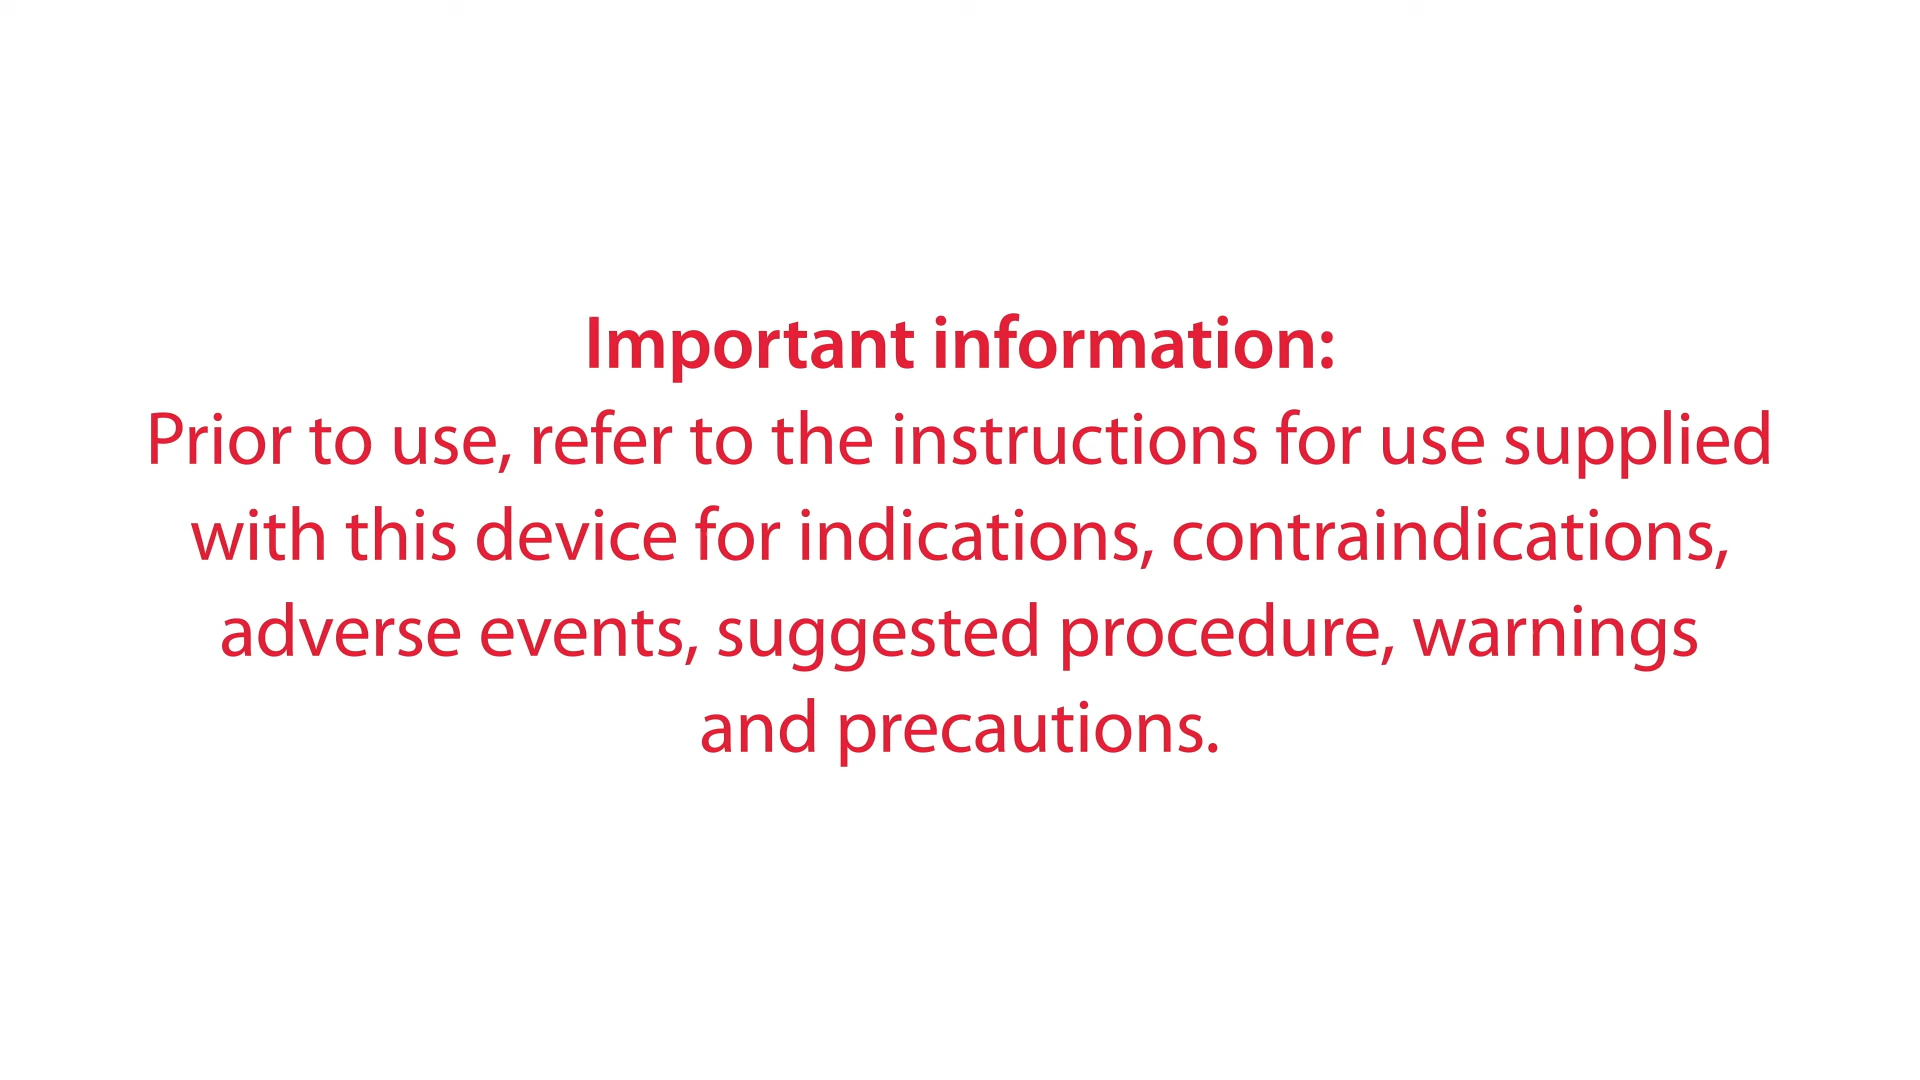 Important information:
Prior to use, refer to the instructions for use supplied
with this device for indications, contraindications,
adverse events, suggested procedure, warnings
and precautions.